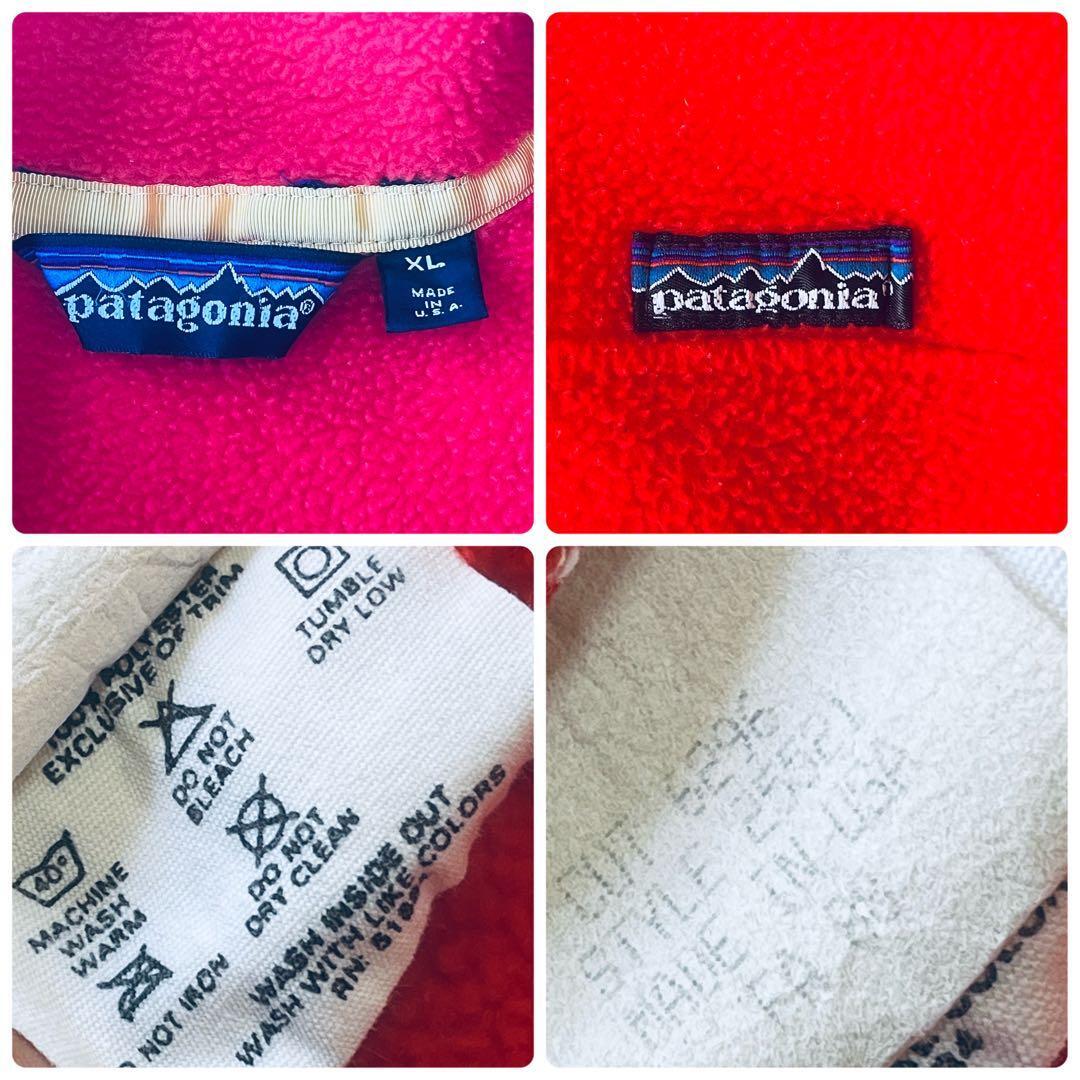 patagonia®
XL
MADE
IN
U.S.A.
patagonia
TUMBLE
DRY LOW
100% POLYESTER
EXCLUSIVE OF TRIM
DO NOT
BLEACH
DO NOT
DRY CLEAN
40°
MACHINE
WASH
WARM
NOT IRON
WASH INSIDE OUT
WASH WITH LIKE COLORS
RN:
STYLE
MADE IN USA